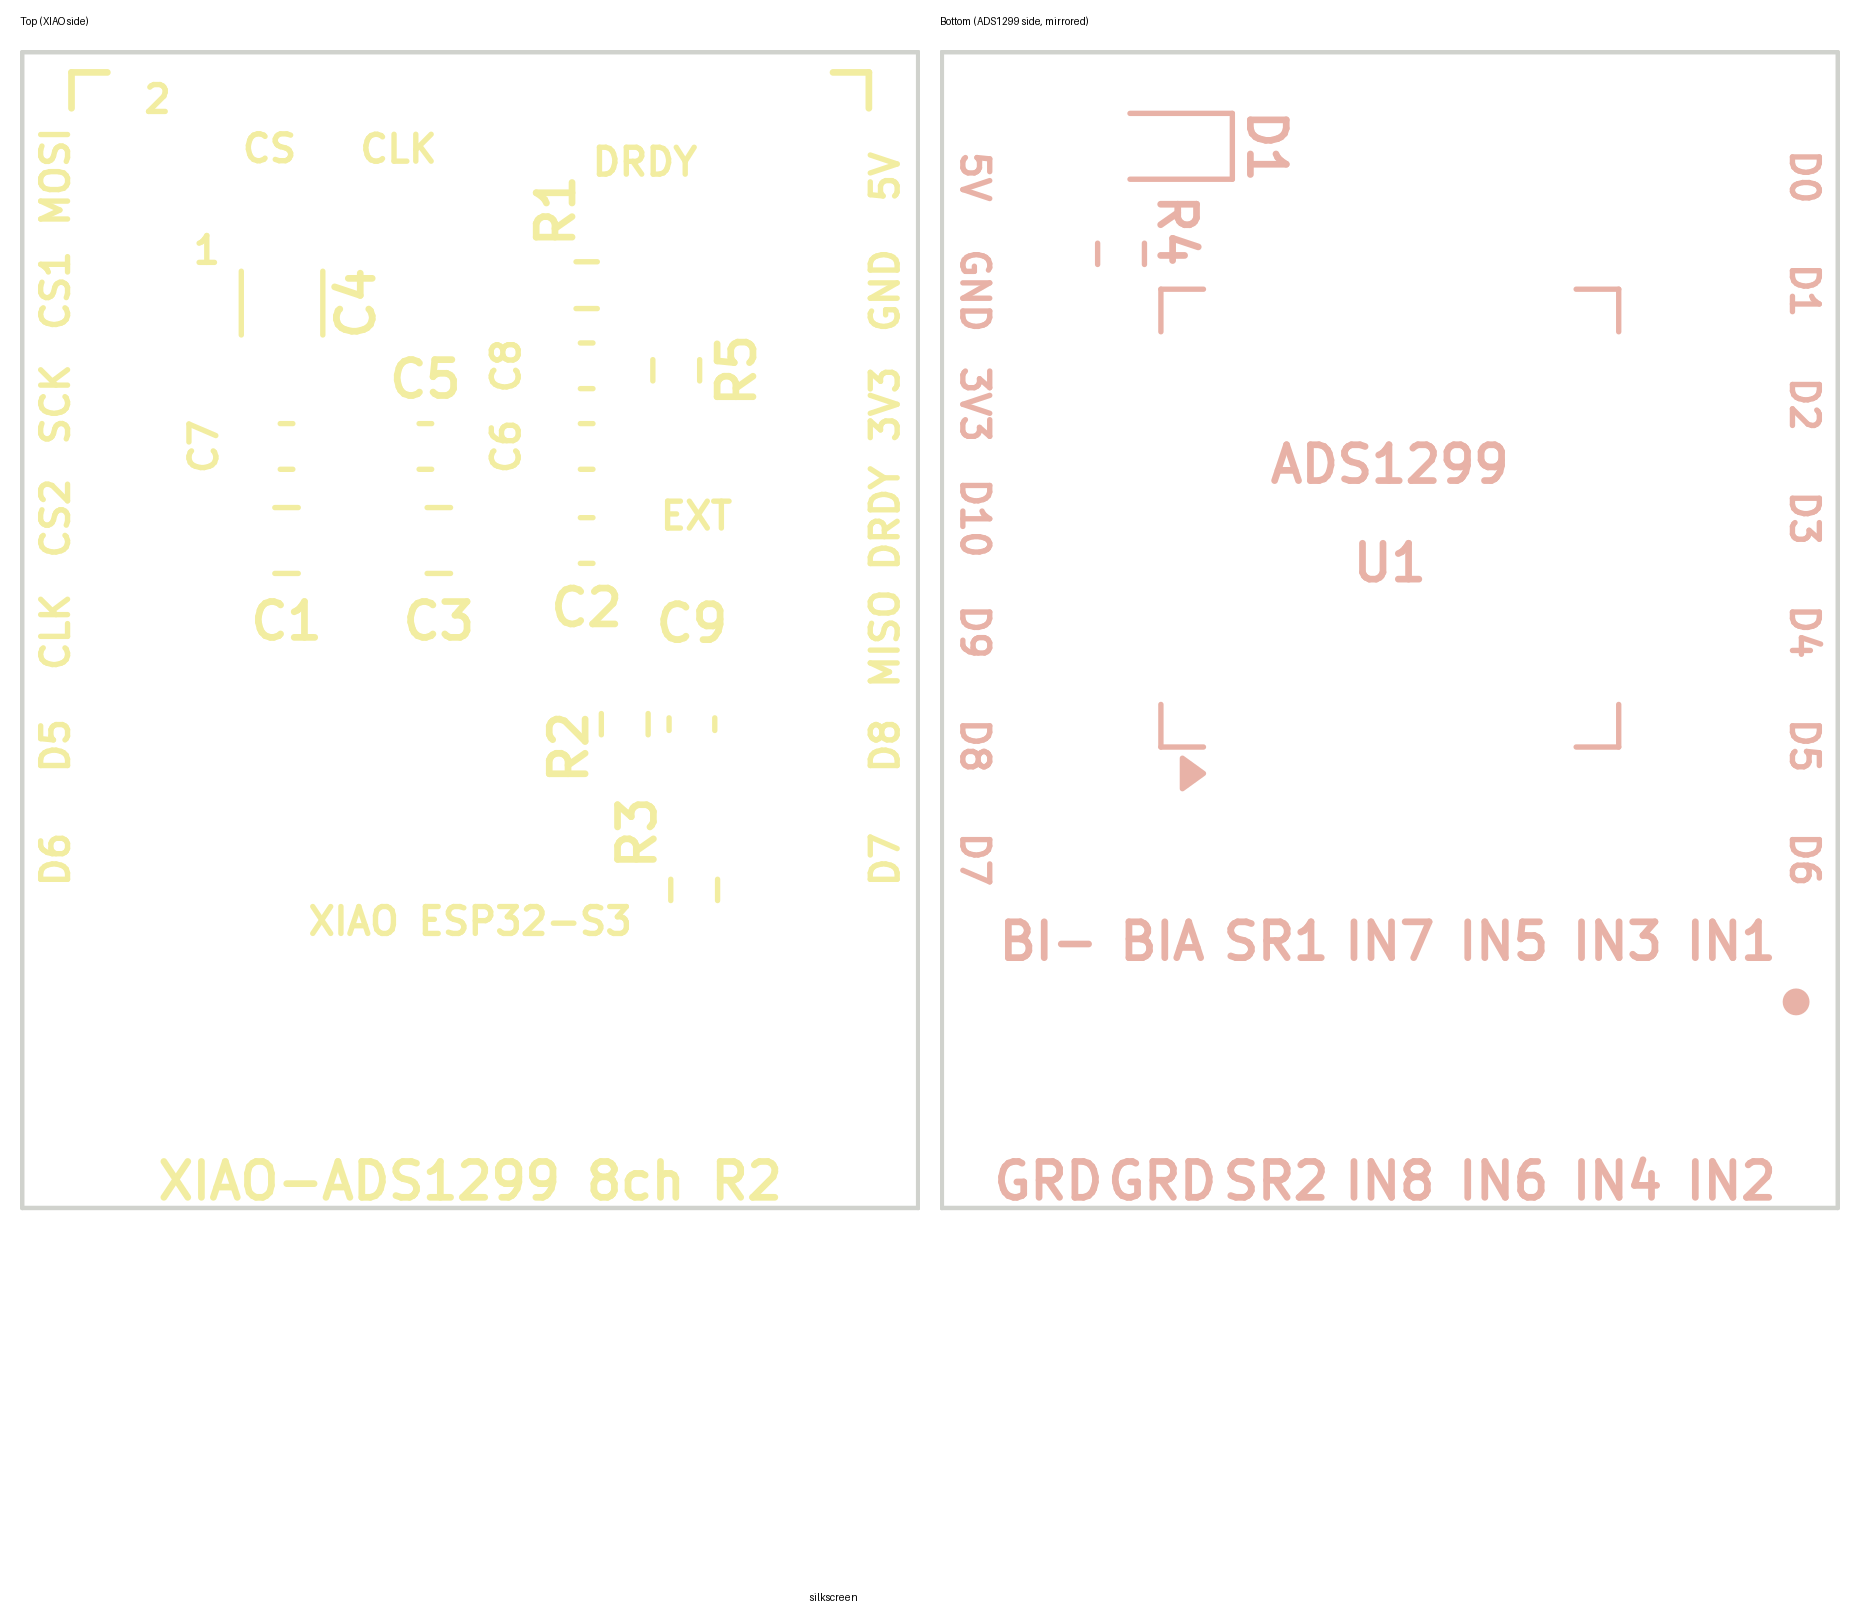 Top (XIAO side)
2
CS CLK DRDY
MOSI
5V
R1
1
CS1
C4
GND
C5
C8
R5
SCK
3V3
C7
C6
CS2
EXT
DRDY
CLK
C1
C3
C2
C9
MISO
D5
R2
D8
R3
D6
D7
XIAO ESP32-S3
XIAO-ADS1299 8ch R2
Bottom (ADS1299 side, mirrored)
D1
5V
D0
R4
GND
D1
3V3
D2
ADS1299
D10
D3
U1
D9
D4
D8
D5
D7
D6
BI- BIA SR1 IN7 IN5 IN3 IN1
GRD GRD SR2 IN8 IN6 IN4 IN2
silkscreen